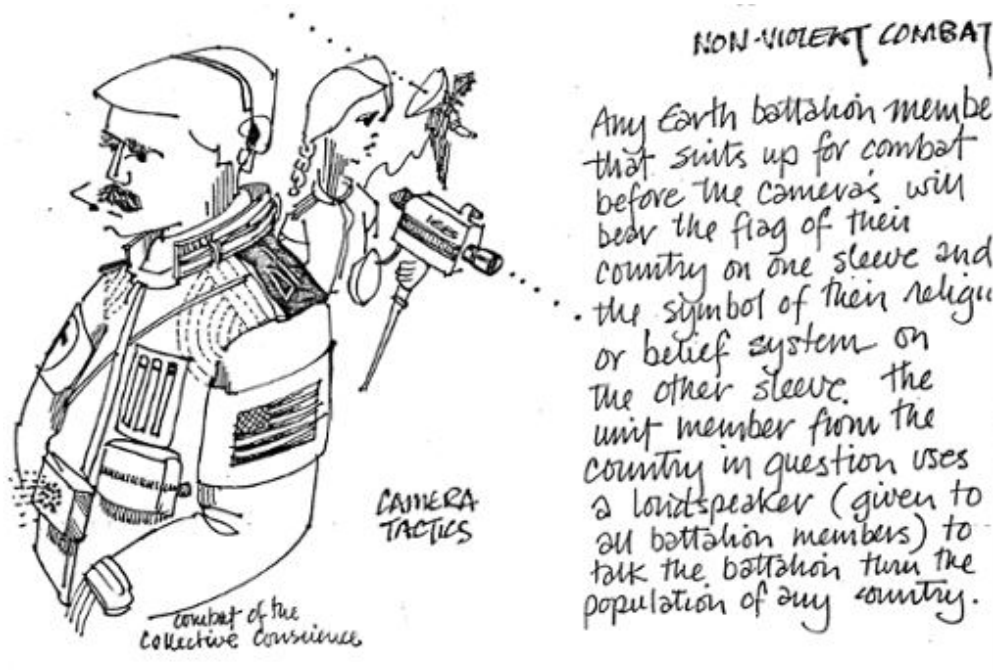 NON-VIOLENT COMBAT
Any Earth battalion membe
that suits up for combat
before the cameras will
bear the flag of their
country on one sleeve and
the symbol of their religi
or belief system on
the other sleeve. The
unit member from the
country in question uses
a loudspeaker (given to
all battalion members) to
talk the battalion thru the
population of any country.
CAMERA
TACTICS
combat of the
Collective Conscience